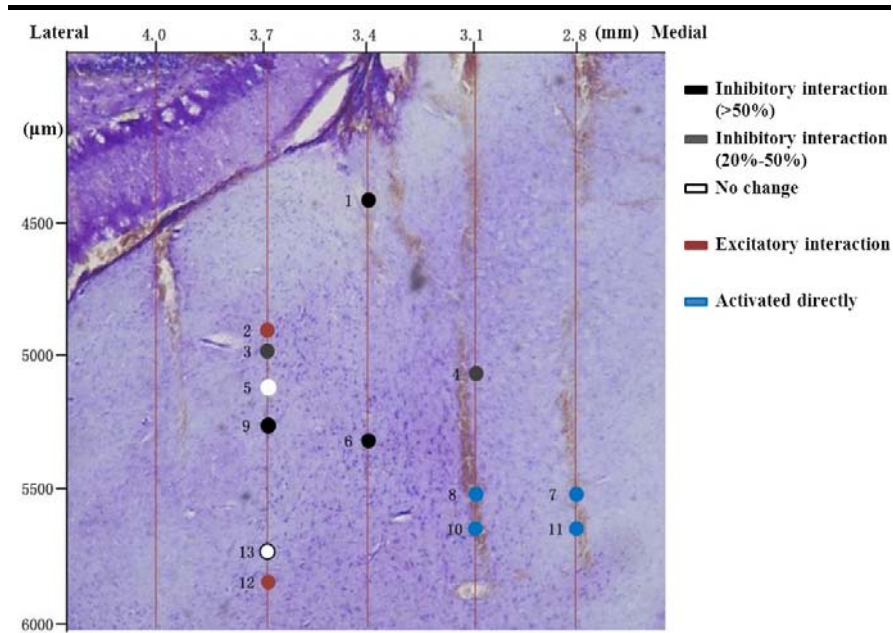 Lateral 4.0 3.7 3.4 3.1 2.8 (mm) Medial
(μm)
4500
5000
5500
6000
1
2
3
4
5
9
6
8
7
10
11
13
12
Inhibitory interaction
(>50%)
Inhibitory interaction
(20%-50%)
No change
Excitatory interaction
Activated directly